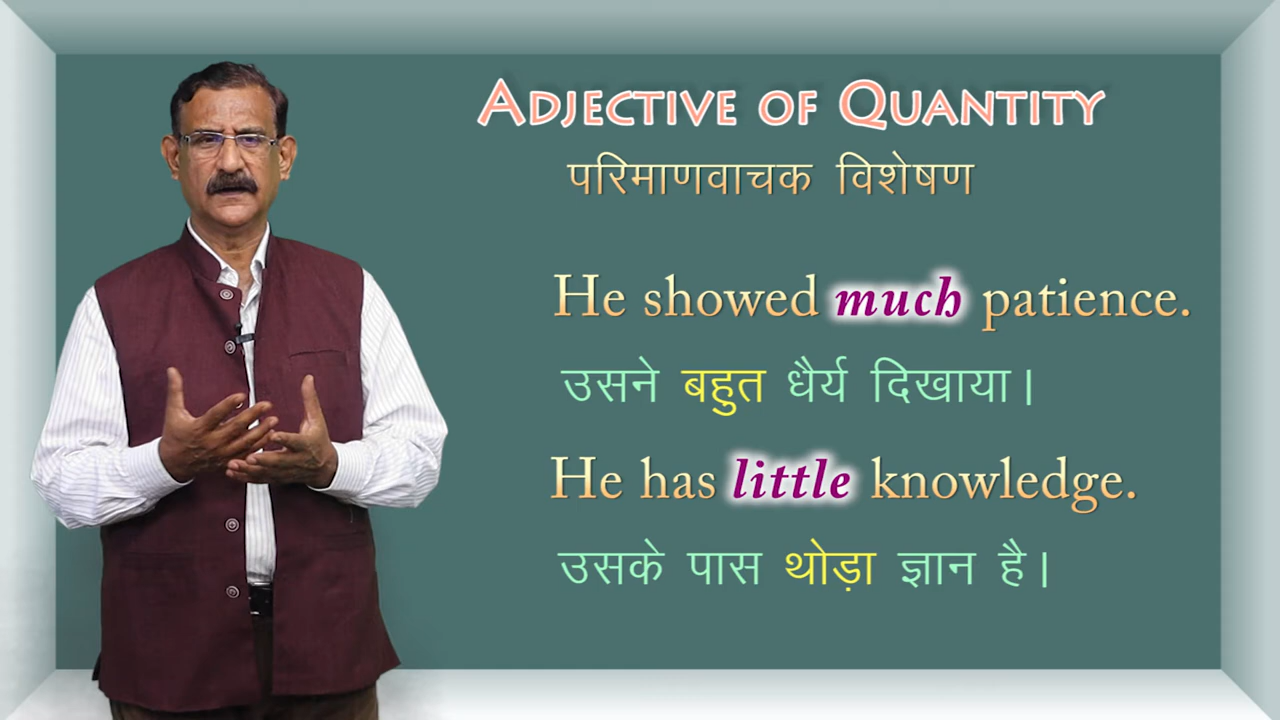 ADJECTIVE OF QUANTITY
परिमाणवाचक विशेषण
He showed much patience.
उसने बहुत धैर्य दिखाया।
He has little knowledge.
उसके पास थोड़ा ज्ञान है।